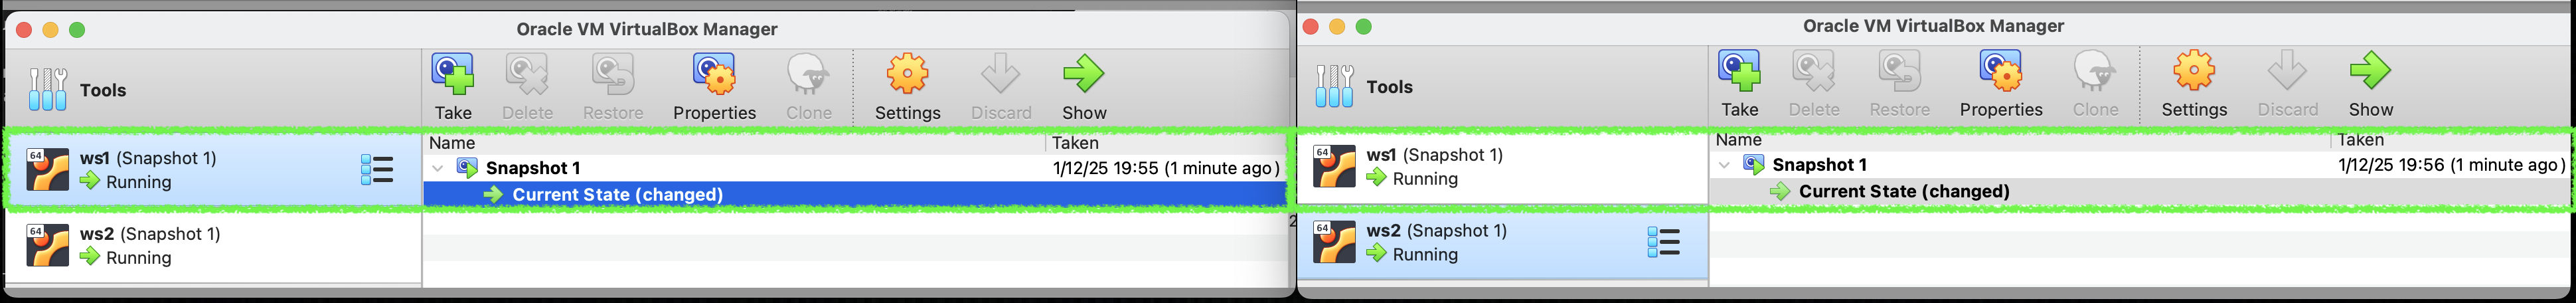 Oracle VM VirtualBox Manager
Tools
Take Delete Restore Properties Clone Settings Discard Show
Name Taken
64 ws1 (Snapshot 1)
Running
Snapshot 1 1/12/25 19:55 (1 minute ago)
Current State (changed)
64 ws2 (Snapshot 1)
Running
2
Oracle VM VirtualBox Manager
Tools
Take Delete Restore Properties Clone Settings Discard Show
Name Taken
64 ws1 (Snapshot 1)
Running
Snapshot 1 1/12/25 19:56 (1 minute ago)
Current State (changed)
64 ws2 (Snapshot 1)
Running